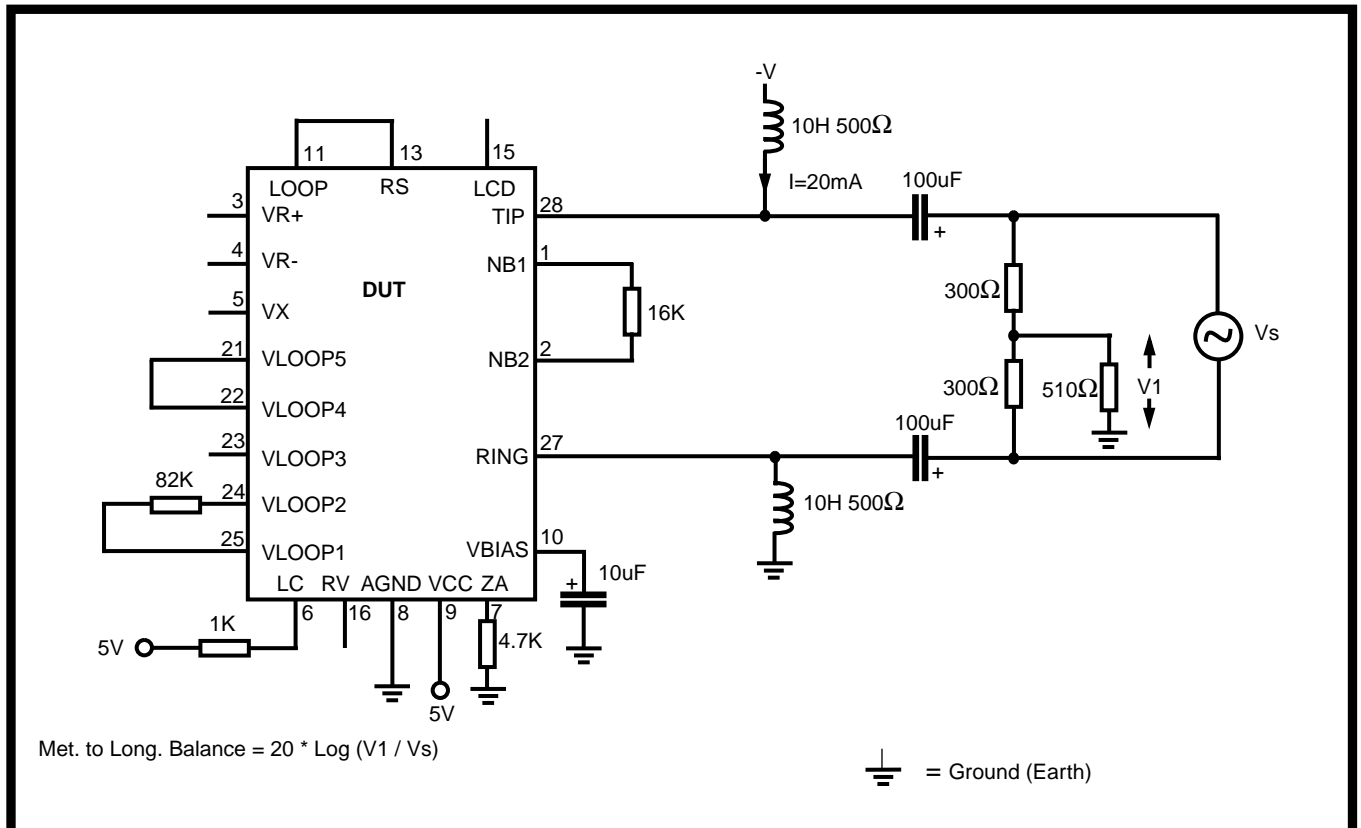 -V
10H 500Ω
I=20mA
100uF
+
11
13
15
LOOP
RS
LCD
3
VR+
TIP
28
4
VR-
NB1
1
DUT
5
VX
16K
21
VLOOP5
NB2
2
22
VLOOP4
23
VLOOP3
RING
27
82K
24
VLOOP2
25
VLOOP1
VBIAS
10
LC RV AGND VCC ZA
6
16
8
9
7
1K
5V
5V
4.7K
+
10uF
300Ω
300Ω
510Ω
V1
Vs
100uF
+
10H 500Ω
Met. to Long. Balance = 20 * Log (V1 / Vs)
= Ground (Earth)